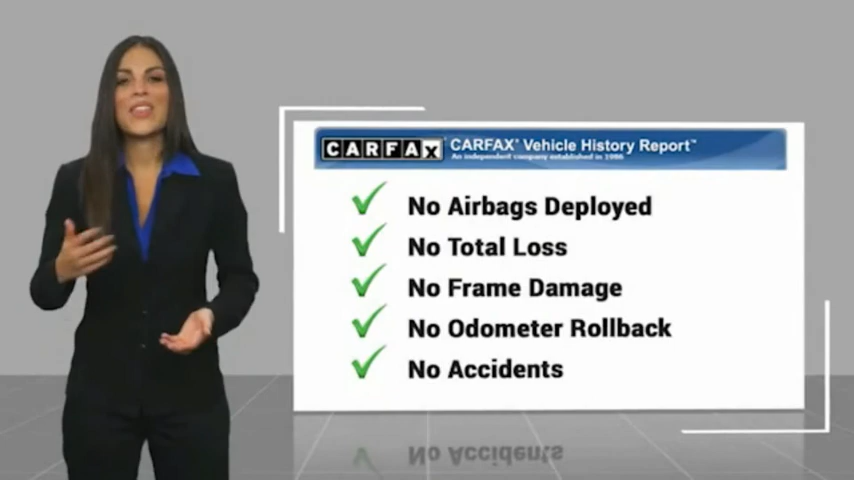 CARFAX CARFAX® Vehicle History Report™
An independent company established in 1986
No Airbags Deployed
No Total Loss
No Frame Damage
No Odometer Rollback
No Accidents
No Accidents